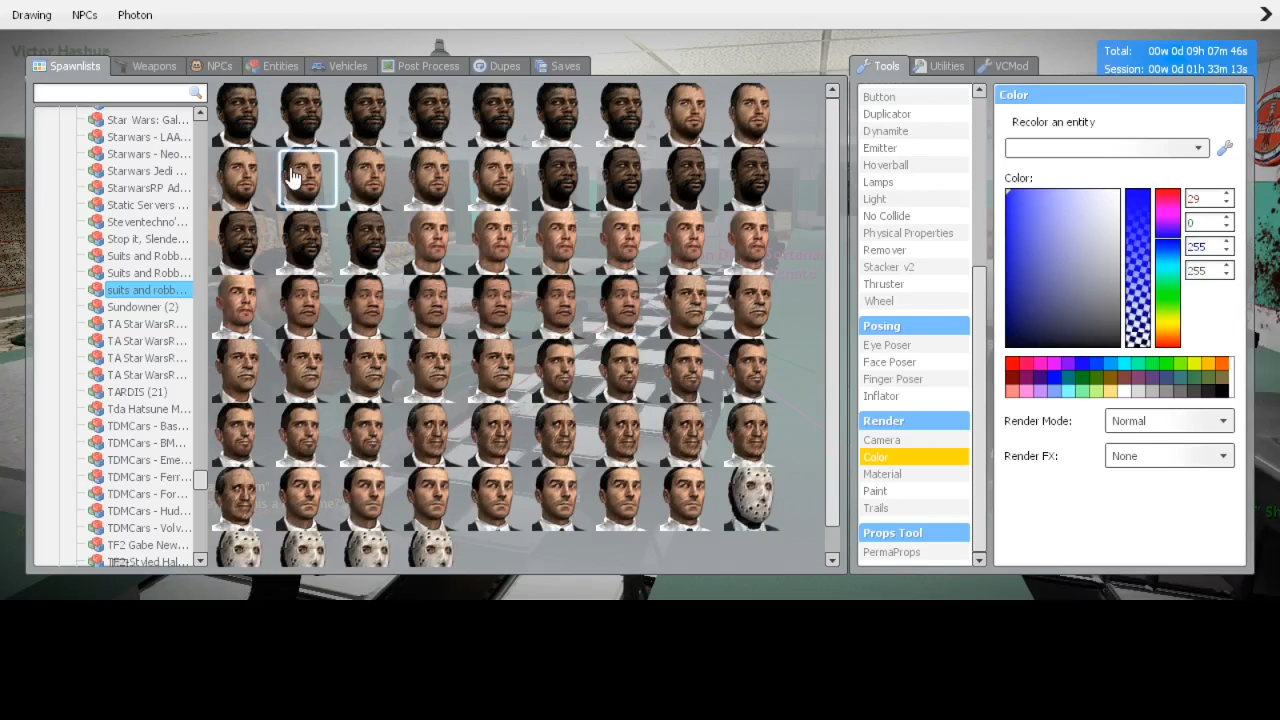 Drawing NPCs Photon
Victor Hashua
Total: 00w 0d 09h 07m 46s
Session: 00w 0d 01h 33m 13s
Spawnlists Weapons NPCs Entities Vehicles Post Process Dupes Saves
Tools Utilities VCMod
Star Wars: Gal...
Starwars - LAA...
Starwars - Neo...
Starwars Jedi ...
StarwarsRP Ad...
Static Servers ...
Steventechno'...
Stop it, Slende...
Suits and Robb...
Suits and Robb...
suits and robb...
Sundowner (2)
TA StarWarsR...
TA StarWarsR...
TA StarWarsR...
TA StarWarsR...
TARDIS (21)
Tda Hatsune M...
TDMCars - Bas...
TDMCars - BM...
TDMCars - Eme...
TDMCars - Ferr...
TDMCars - For...
TDMCars - Hud...
TDMCars - Volv...
TF2 Gabe New...
TF2-Styled Hal...
Button
Duplicator
Dynamite
Emitter
Hoverball
Lamps
Light
No Collide
Physical Properties
Remover
Stacker v2
Thruster
Wheel
Posing
Eye Poser
Face Poser
Finger Poser
Inflator
Render
Camera
Color
Material
Paint
Trails
Props Tool
PermaProps
Color
Recolor an entity
Color:
29
0
255
255
Render Mode: Normal
Render FX: None